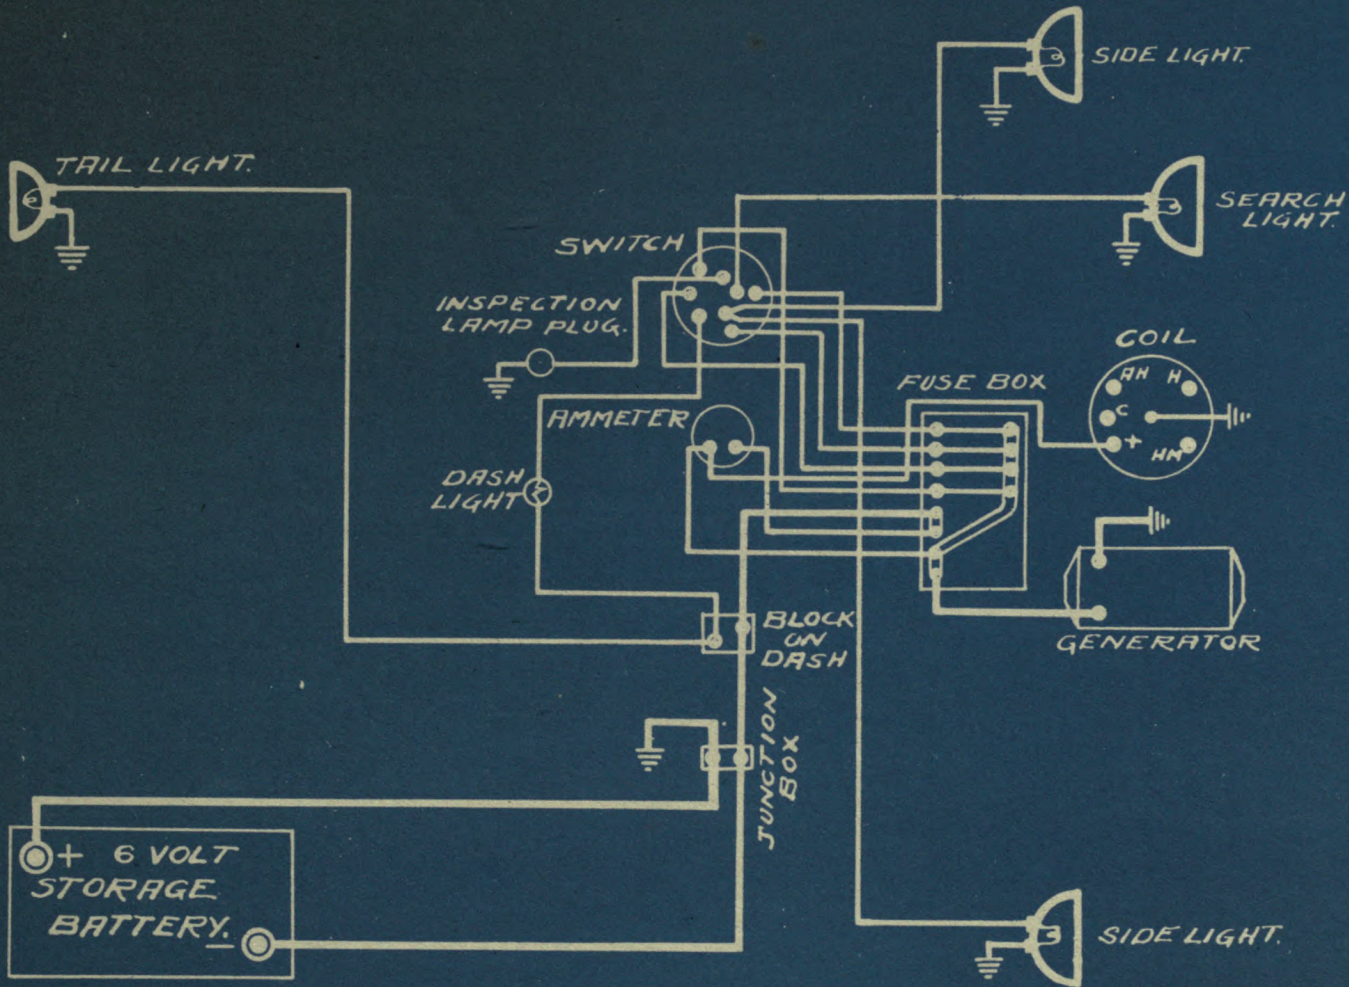 SIDE LIGHT.
TAIL LIGHT.
SEARCH
LIGHT.
SWITCH
INSPECTION
LAMP PLUG.
COIL
AH H
C
+
HM
FUSE BOX
AMMETER
DASH
LIGHT
BLOCK
ON
DASH
GENERATOR
JUNCTION
BOX
+ 6 VOLT
STORAGE
BATTERY.
−
SIDE LIGHT.